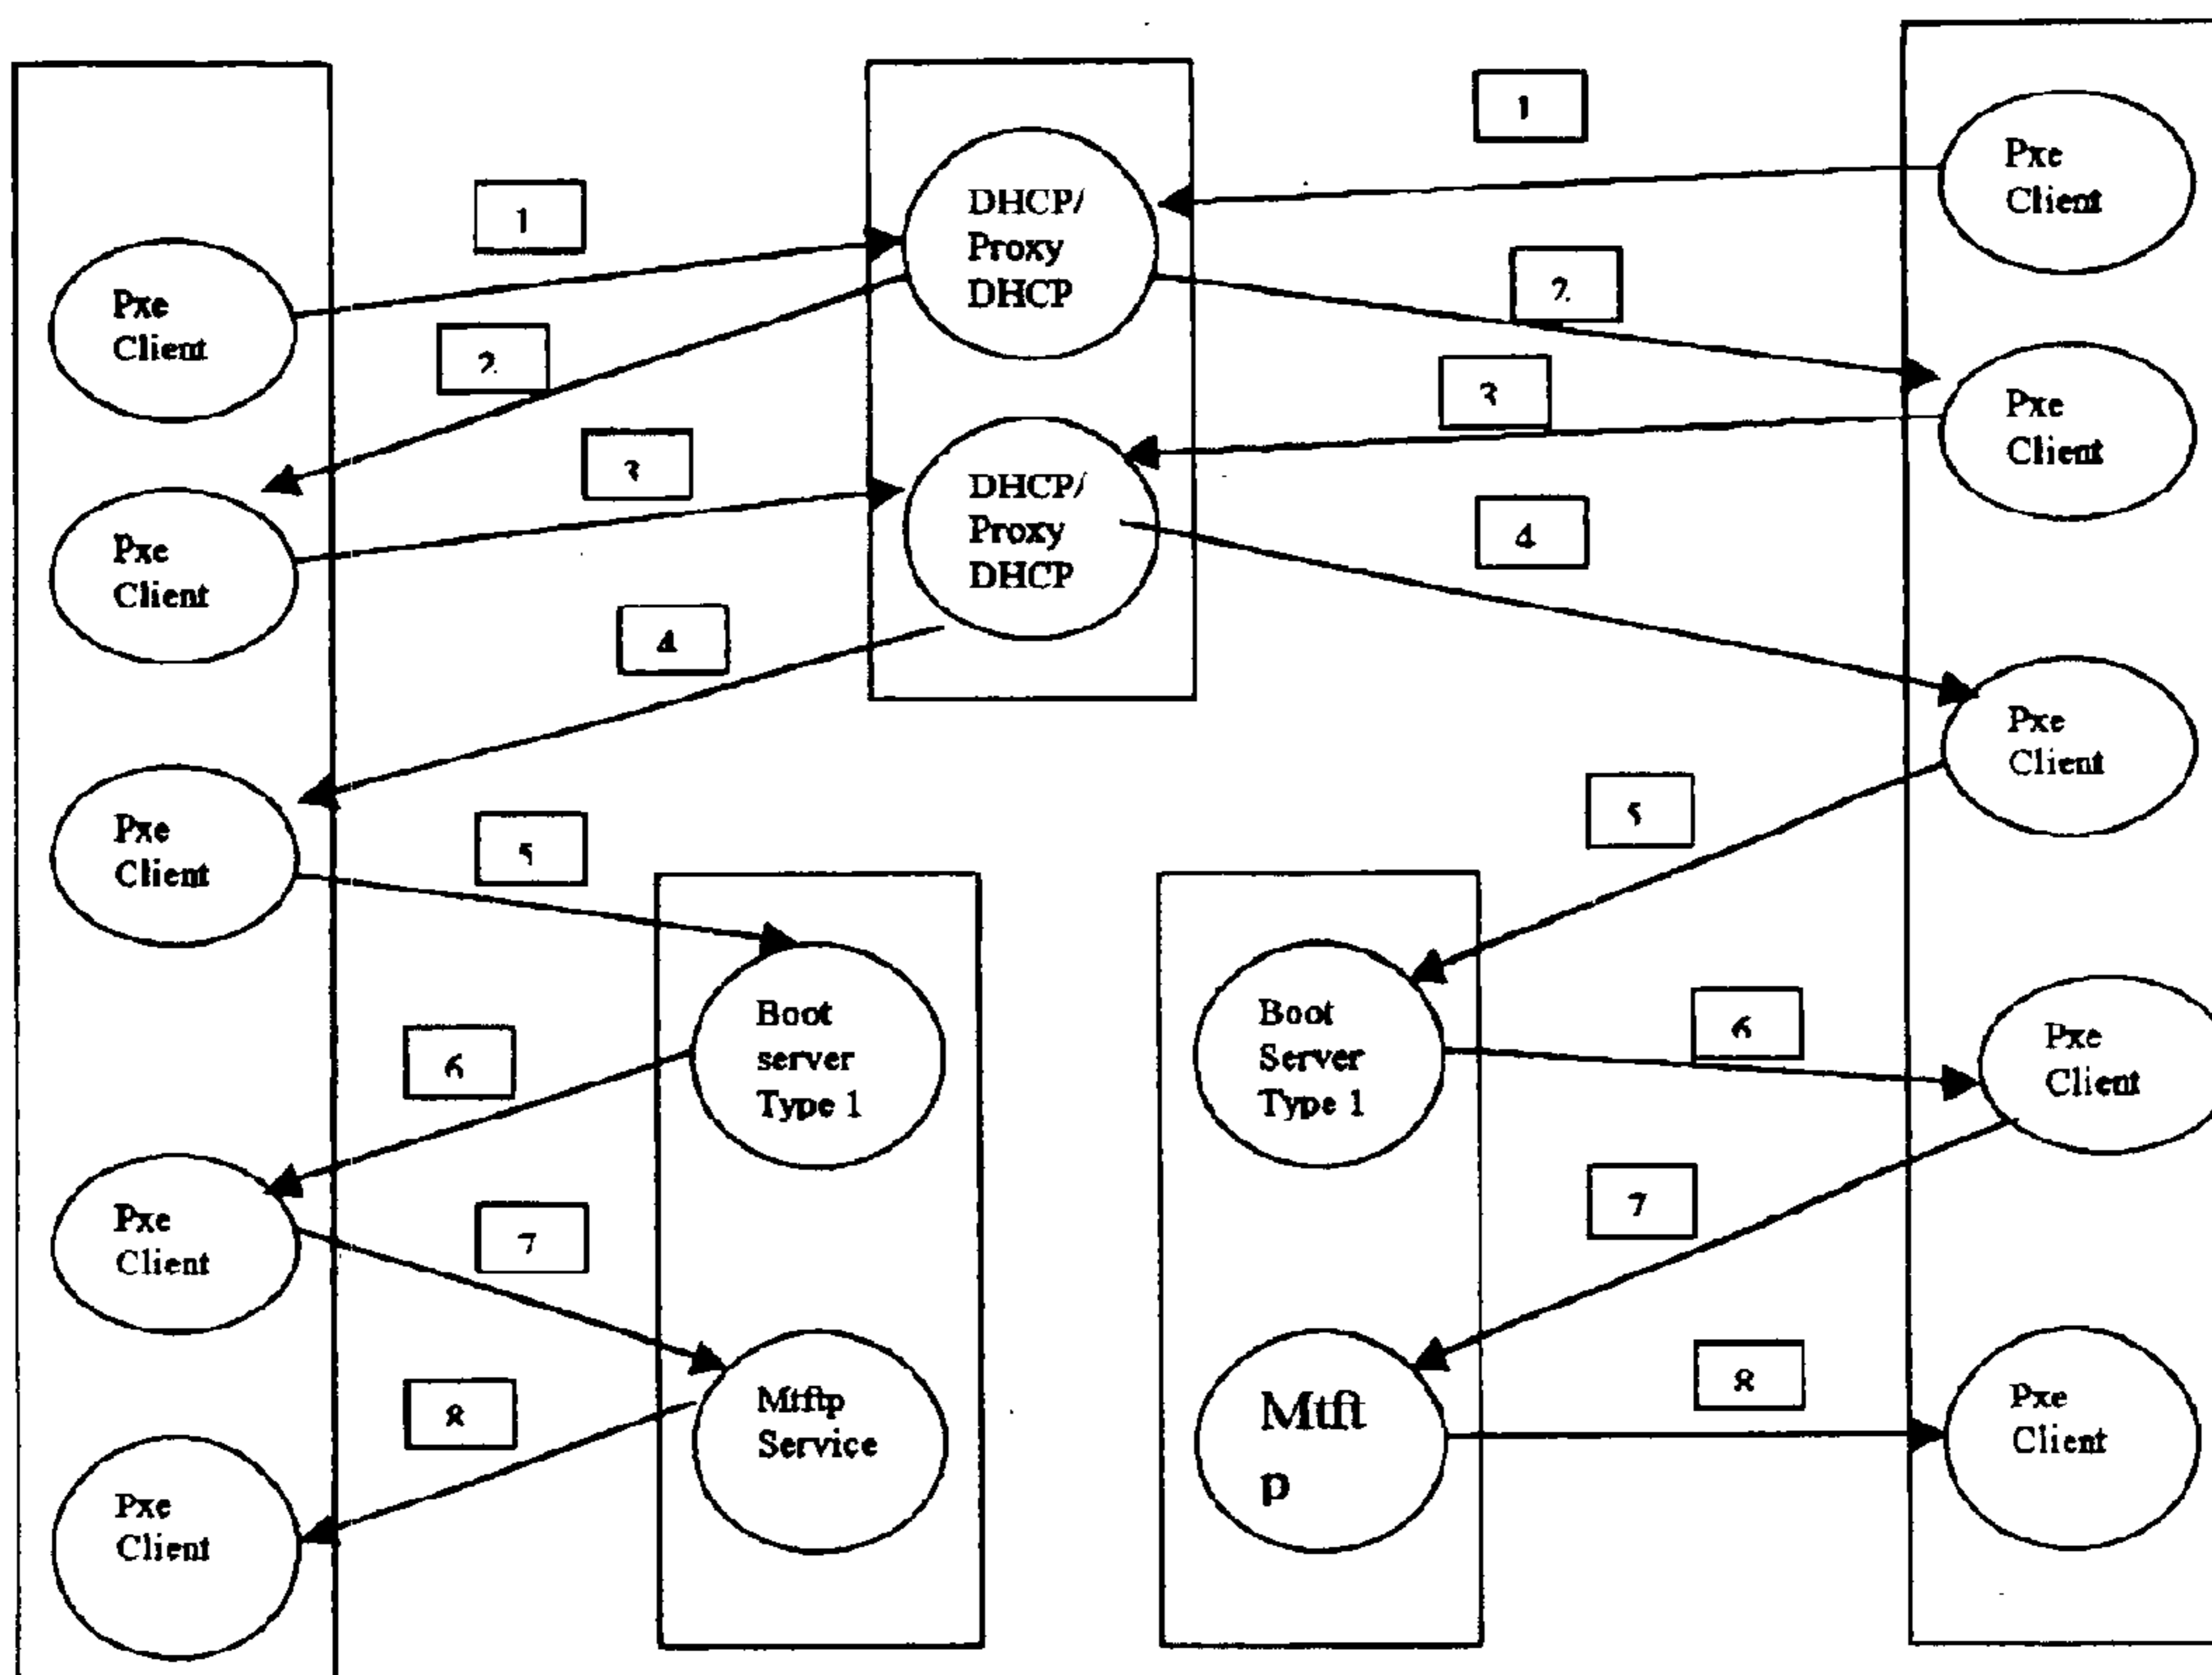 1
Pxe
Client
1
DHCP/
Proxy
DHCP
2
Pxe
Client
2
3
Pxe
Client
3
DHCP/
Proxy
DHCP
4
Pxe
Client
4
Pxe
Client
5
5
Pxe
Client
Boot
server
Type 1
Boot
Server
Type 1
6
Pxe
Client
6
7
Pxe
Client
7
8
Pxe
Client
8
Mtftp
Service
Mtft
p
Pxe
Client